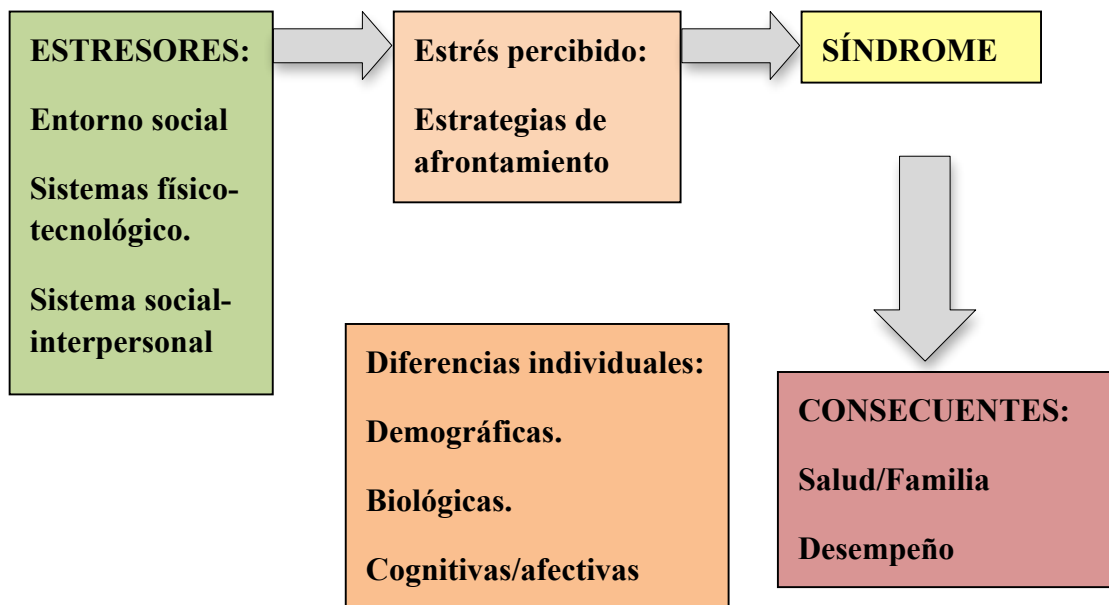 ESTRESORES:
Entorno social
Sistemas físico-
tecnológico.
Sistema social-
interpersonal
Estrés percibido:
Estrategias de
afrontamiento
SÍNDROME
Diferencias individuales:
Demográficas.
Biológicas.
Cognitivas/afectivas
CONSECUENTES:
Salud/Familia
Desempeño